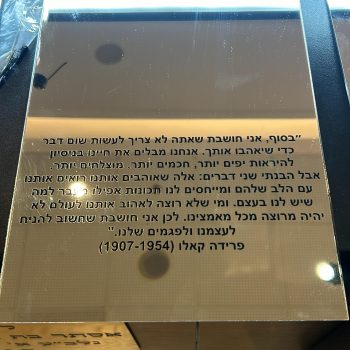 "בסוף, אני חושבת שאתה לא צריך לעשות שום דבר
כדי שיאהבו אותך. אנחנו מבלים את חיינו בניסיון
להיראות יפים יותר, חכמים יותר, מוצלחים יותר.
אבל הבנתי שני דברים: אלה שאוהבים אותנו רואים אותנו
עם הלב שלהם ומייחסים לנו תכונות אפילו מעבר למה
שיש לנו בעצם. ומי שלא רוצה לאהוב אותנו לעולם לא
יהיה מרוצה מכל מאמצינו. לכן אני חושבת שחשוב להניח
לעצמנו ולפגמים שלנו."
פרידה קאלו (1907-1954)
אסתר בת